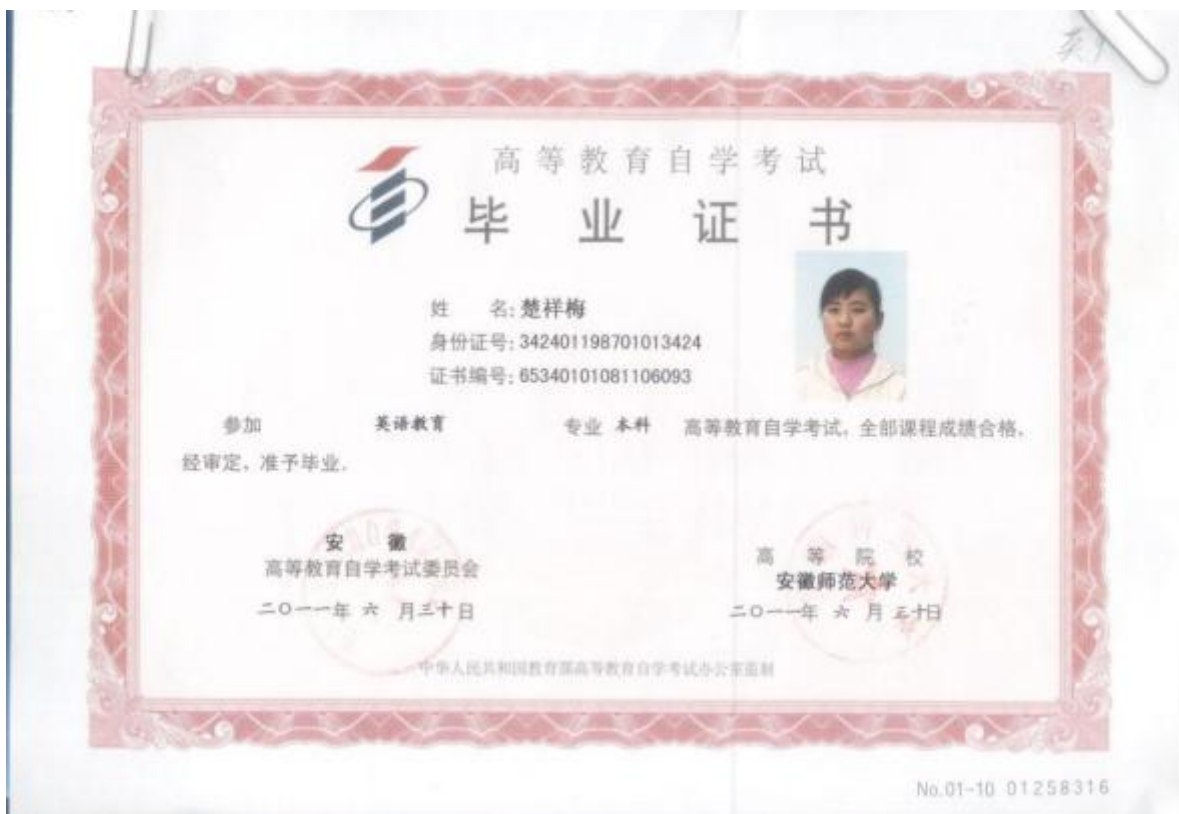 高等教育自学考试
毕业证书
姓 名:楚祥梅
身份证号:342401198701013424
证书编号:65340101081106093
参加 英语教育 专业 本科 高等教育自学考试,全部课程成绩合格,
经审定,准予毕业.
安 徽
高等教育自学考试委员会
二〇一一年 六 月三十日
高 等 院 校
安徽师范大学
二〇一一年 六 月三十日
中华人民共和国教育部高等教育自学考试办公室监制
No.01-10 01258316